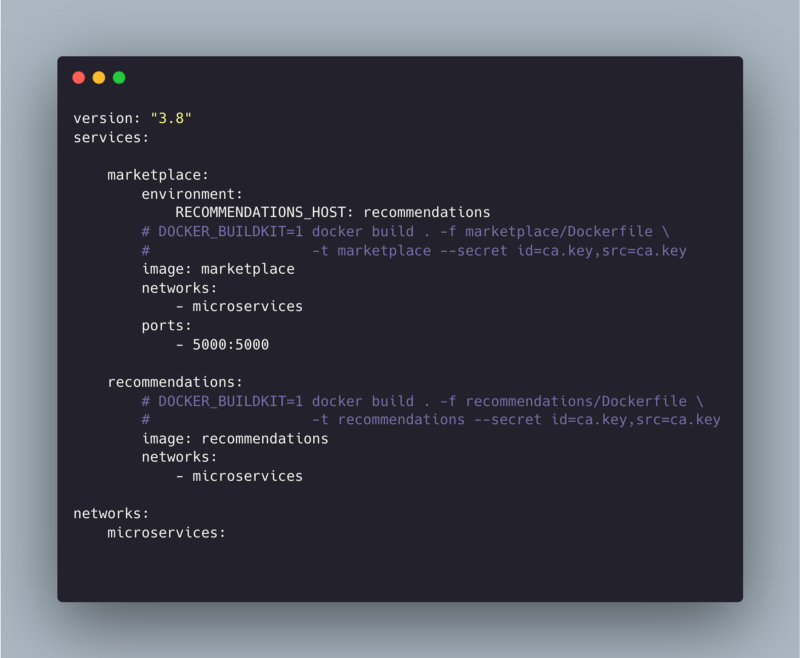 version: "3.8"
services:

    marketplace:
        environment:
            RECOMMENDATIONS_HOST: recommendations
        # DOCKER_BUILDKIT=1 docker build . -f marketplace/Dockerfile \
        #                   -t marketplace --secret id=ca.key,src=ca.key
        image: marketplace
        networks:
            - microservices
        ports:
            - 5000:5000

    recommendations:
        # DOCKER_BUILDKIT=1 docker build . -f recommendations/Dockerfile \
        #                   -t recommendations --secret id=ca.key,src=ca.key
        image: recommendations
        networks:
            - microservices

networks:
    microservices: